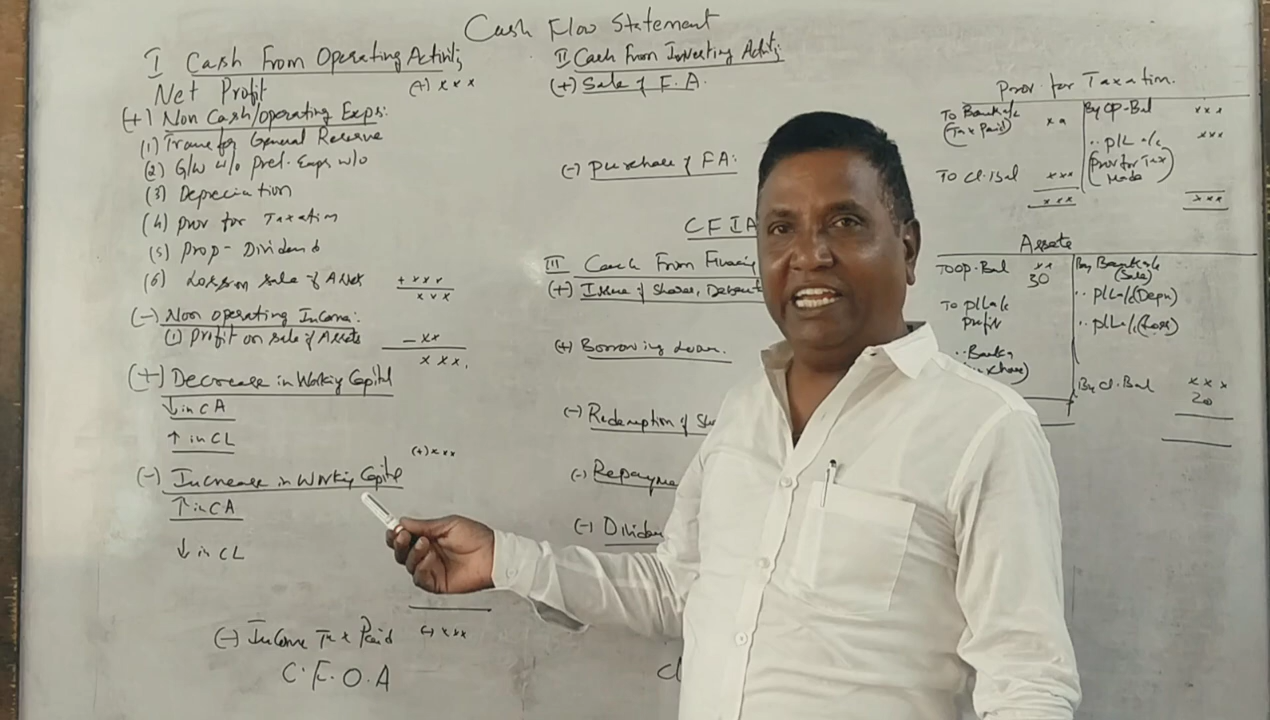 Cash Flow Statement
I Cash From Operating Activity
Net Profit (+) xxx
(+) Non Cash/operating Exps:
(1) Transfer General Reserve
(2) G/w w/o Prel. Exps w/o
(3) Depreciation
(4) Prov for Taxation
(5) Prop- Dividend
(6) Loss on sale of Asset + xxx
xxx
(-) Non operating Income:
(1) Profit on sale of Assets - xx
xxx.
(+) Decrease in Working Capital
↓ in CA
↑ in CL
(+) xxx
(-) Increase in Working Capital
↑ in CA
↓ in CL
(-) Income Tax Paid (-) xxx
C.F.O.A
II Cash From Investing Activity
(+) Sale of F.A.
(-) Purchase of FA:
CFIA
III Cash From Financing
(+) Issue of Shares, Debent
(+) Borrowing Loan.
(-) Redemption of Sh
(-) Repayme
(-) Dividen
Prov for Taxation.
To Bank a/c xx By OP-Bal xxx
(Tax Paid)
" P/L a/c xxx
(Prov for Tax
Made)
To Cl.Bal xxx
xxx xxx
Assets
To OP-Bal xx By Bank a/c
30 (Sale)
" P/L a/c (Depn)
To P/L a/c
Profit " P/L a/c (Loss)
By Cl.Bal xxx
200